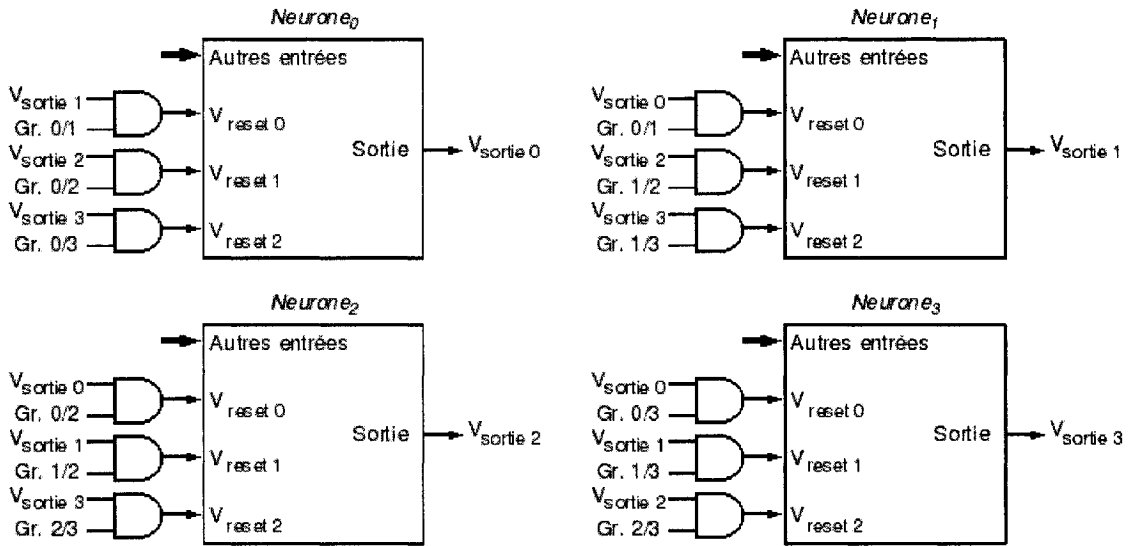 Neurone0
Autres entrées
Vsortie 1
Gr. 0/1
Vreset 0
Vsortie 2
Gr. 0/2
Vreset 1
Vsortie 3
Gr. 0/3
Vreset 2
Sortie
Vsortie 0
Neurone1
Autres entrées
Vsortie 0
Gr. 0/1
Vreset 0
Vsortie 2
Gr. 1/2
Vreset 1
Vsortie 3
Gr. 1/3
Vreset 2
Sortie
Vsortie 1
Neurone2
Autres entrées
Vsortie 0
Gr. 0/2
Vreset 0
Vsortie 1
Gr. 1/2
Vreset 1
Vsortie 3
Gr. 2/3
Vreset 2
Sortie
Vsortie 2
Neurone3
Autres entrées
Vsortie 0
Gr. 0/3
Vreset 0
Vsortie 1
Gr. 1/3
Vreset 1
Vsortie 2
Gr. 2/3
Vreset 2
Sortie
Vsortie 3